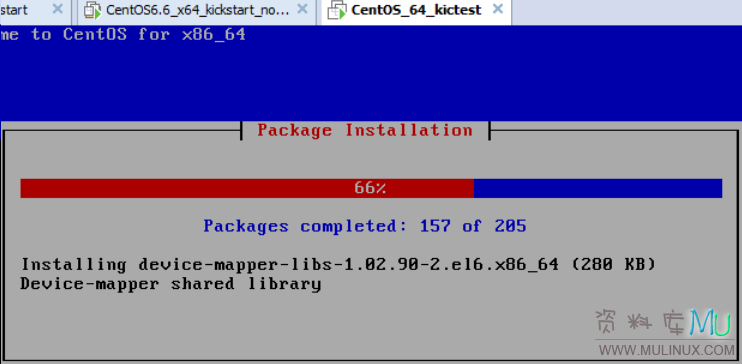 start
CentOS6.6_x64_kickstart_no...
CentOS_64_kictest
me to CentOS for x86_64
Package Installation
66%
Packages completed: 157 of 205
Installing device-mapper-libs-1.02.90-2.el6.x86_64 (280 KB)
Device-mapper shared library
资料库MU
WWW.MULINUX.COM